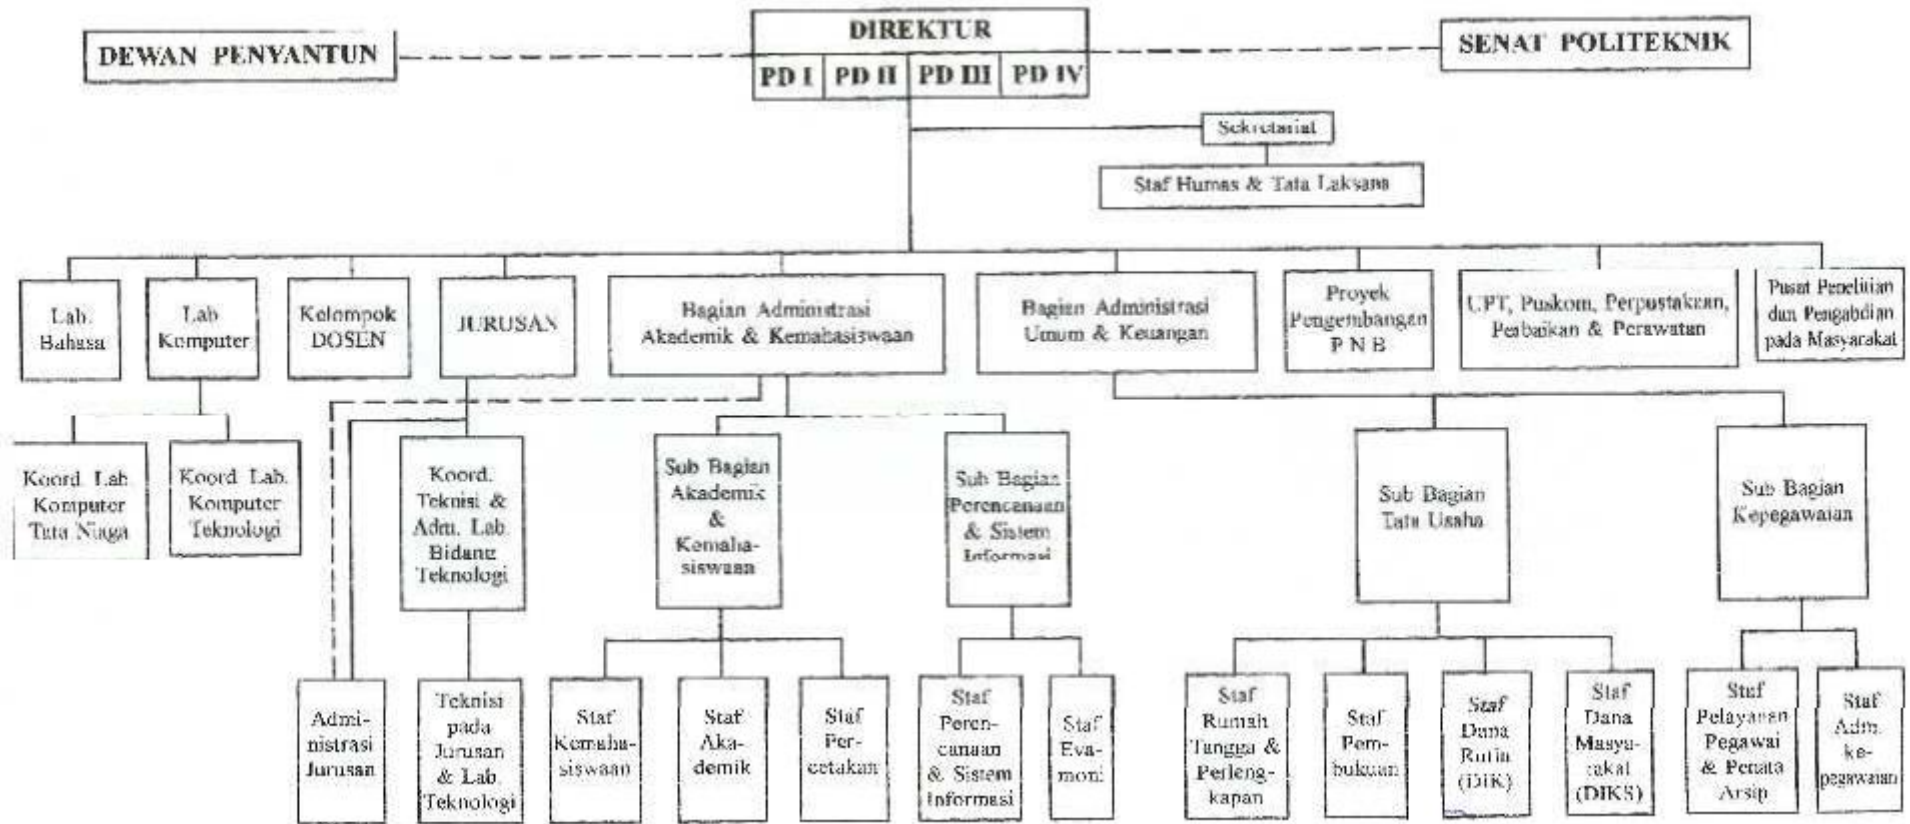 DIREKTUR
DEWAN PENYANTUN
SENAT POLITEKNIK
PD I
PD II
PD III
PD IV
Sekretariat
Staf Humas & Tata Laksana
Lab.
Bahasa
Lab
Komputer
Kelompok
DOSEN
JURUSAN
Bagian Administrasi
Akademik & Kemahasiswaan
Bagian Administrasi
Umum & Keuangan
Proyek
Pengembangan
P N B
UPT, Puskom, Perpustakaan,
Perbaikan & Perawatan
Pusat Penelitian
dan Pengabdian
pada Masyarakat
Koord. Lab
Komputer
Tata Niaga
Koord Lab.
Komputer
Teknologi
Koord.
Teknisi &
Adm. Lab.
Bidang
Teknologi
Sub Bagian
Akademik
&
Kemaha-
siswaan
Sub Bagian
Perencanaan
& Sistem
Informasi
Sub Bagian
Tata Usaha
Sub Bagian
Kepegawaian
Admi-
nistrasi
Jurusan
Teknisi
pada
Jurusan
& Lab.
Teknologi
Staf
Kemaha-
siswaan
Staf
Aka-
demik
Staf
Per-
cetakan
Staf
Peren-
canaan
& Sistem
Informasi
Staf
Eva-
moni
Staf
Rumah
Tangga &
Perleng-
kapan
Staf
Pem-
bukuan
Staf
Dana
Rutin
(DIK)
Staf
Dana
Masya-
rakat
(DIKS)
Staf
Pelayanan
Pegawai
& Penata
Arsip
Staf
Adm.
ke-
pegawaian